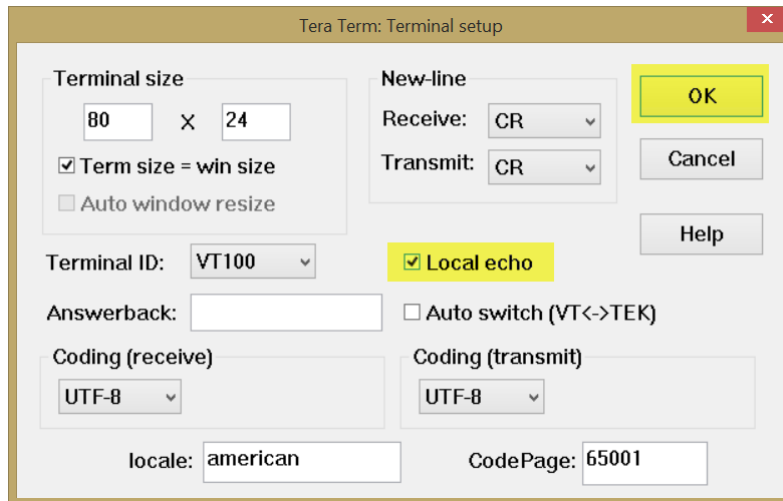 Tera Term: Terminal setup
x
Terminal size
80 X 24
Term size = win size
Auto window resize
New-line
Receive: CR
Transmit: CR
OK
Cancel
Help
Terminal ID: VT100
Local echo
Answerback:
Auto switch (VT<->TEK)
Coding (receive)
UTF-8
Coding (transmit)
UTF-8
locale: american
CodePage: 65001